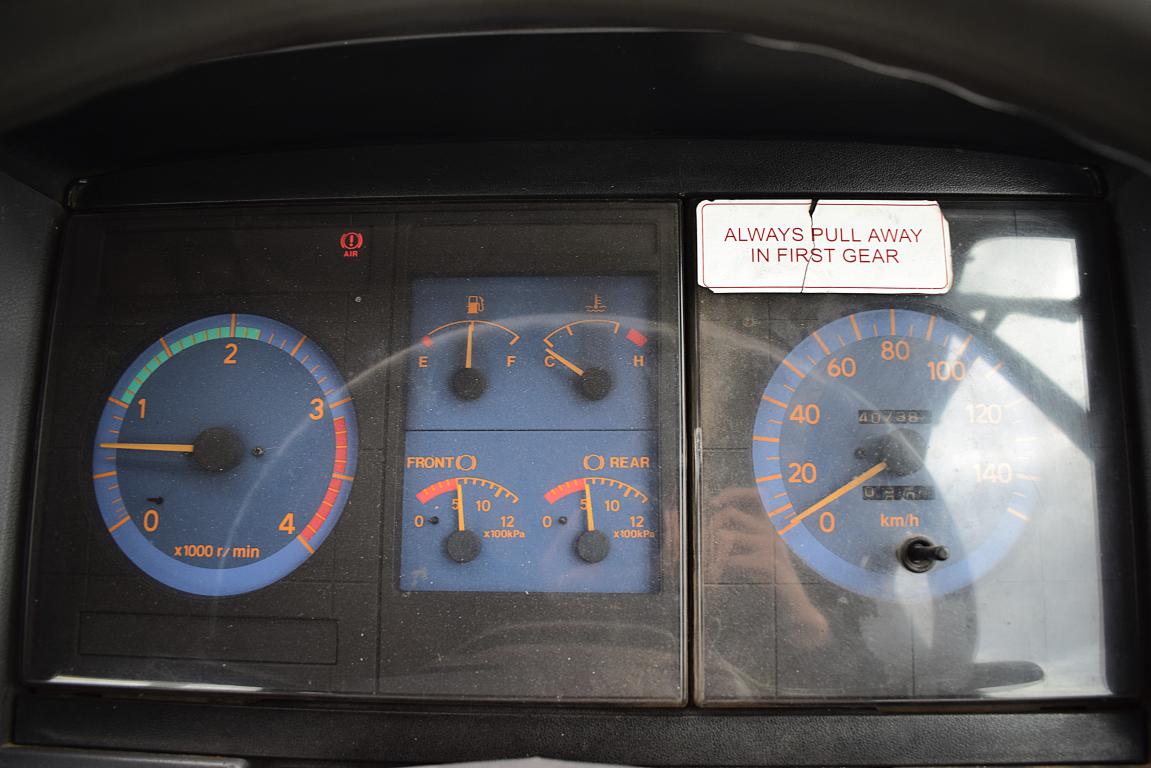 ALWAYS PULL AWAY
IN FIRST GEAR
AIR
E F
C H
0 1 2 3 4
x1000 r/min
FRONT
0 5 10 12
x100kPa
REAR
0 5 10 12
x100kPa
0 20 40 60 80 100 120 140
40738
km/h